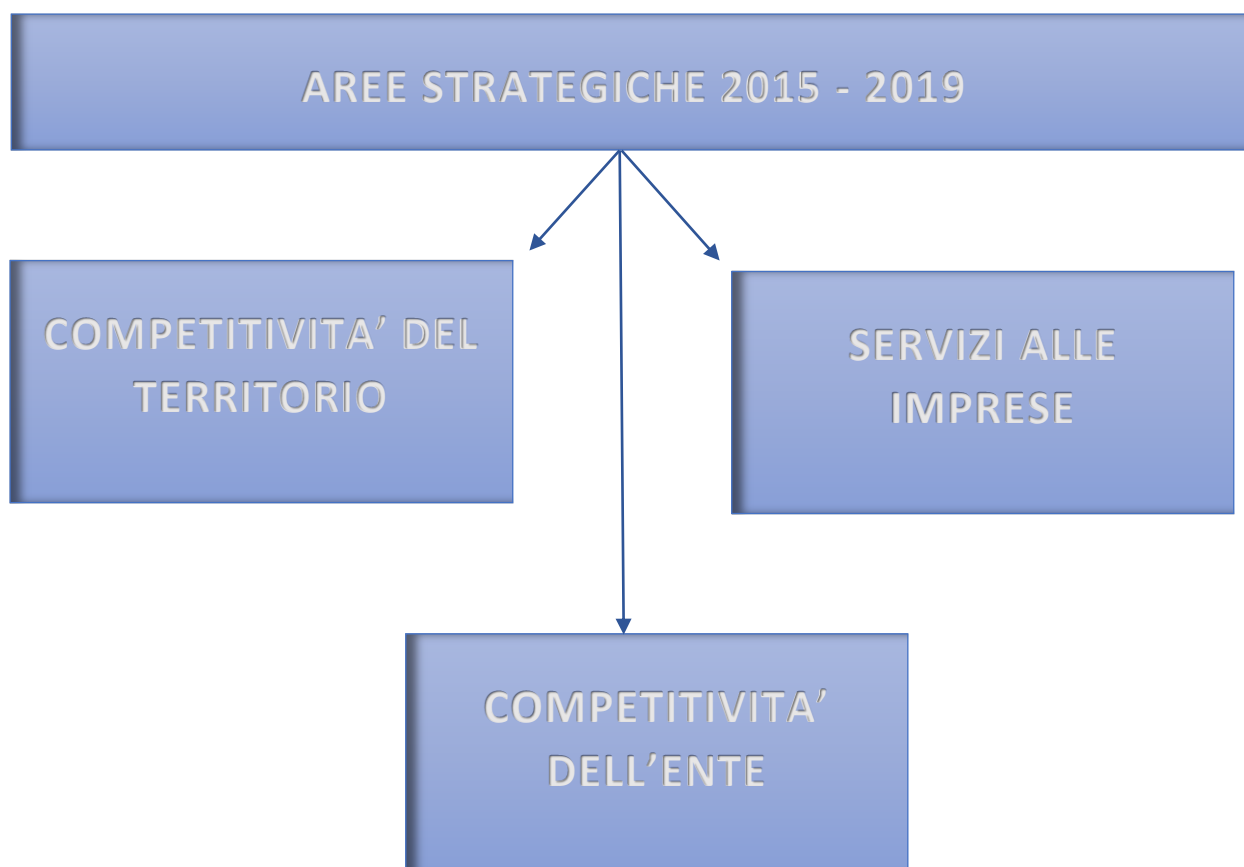 AREE STRATEGICHE 2015 - 2019
COMPETITIVITA’ DEL
TERRITORIO
SERVIZI ALLE
IMPRESE
COMPETITIVITA’
DELL’ENTE